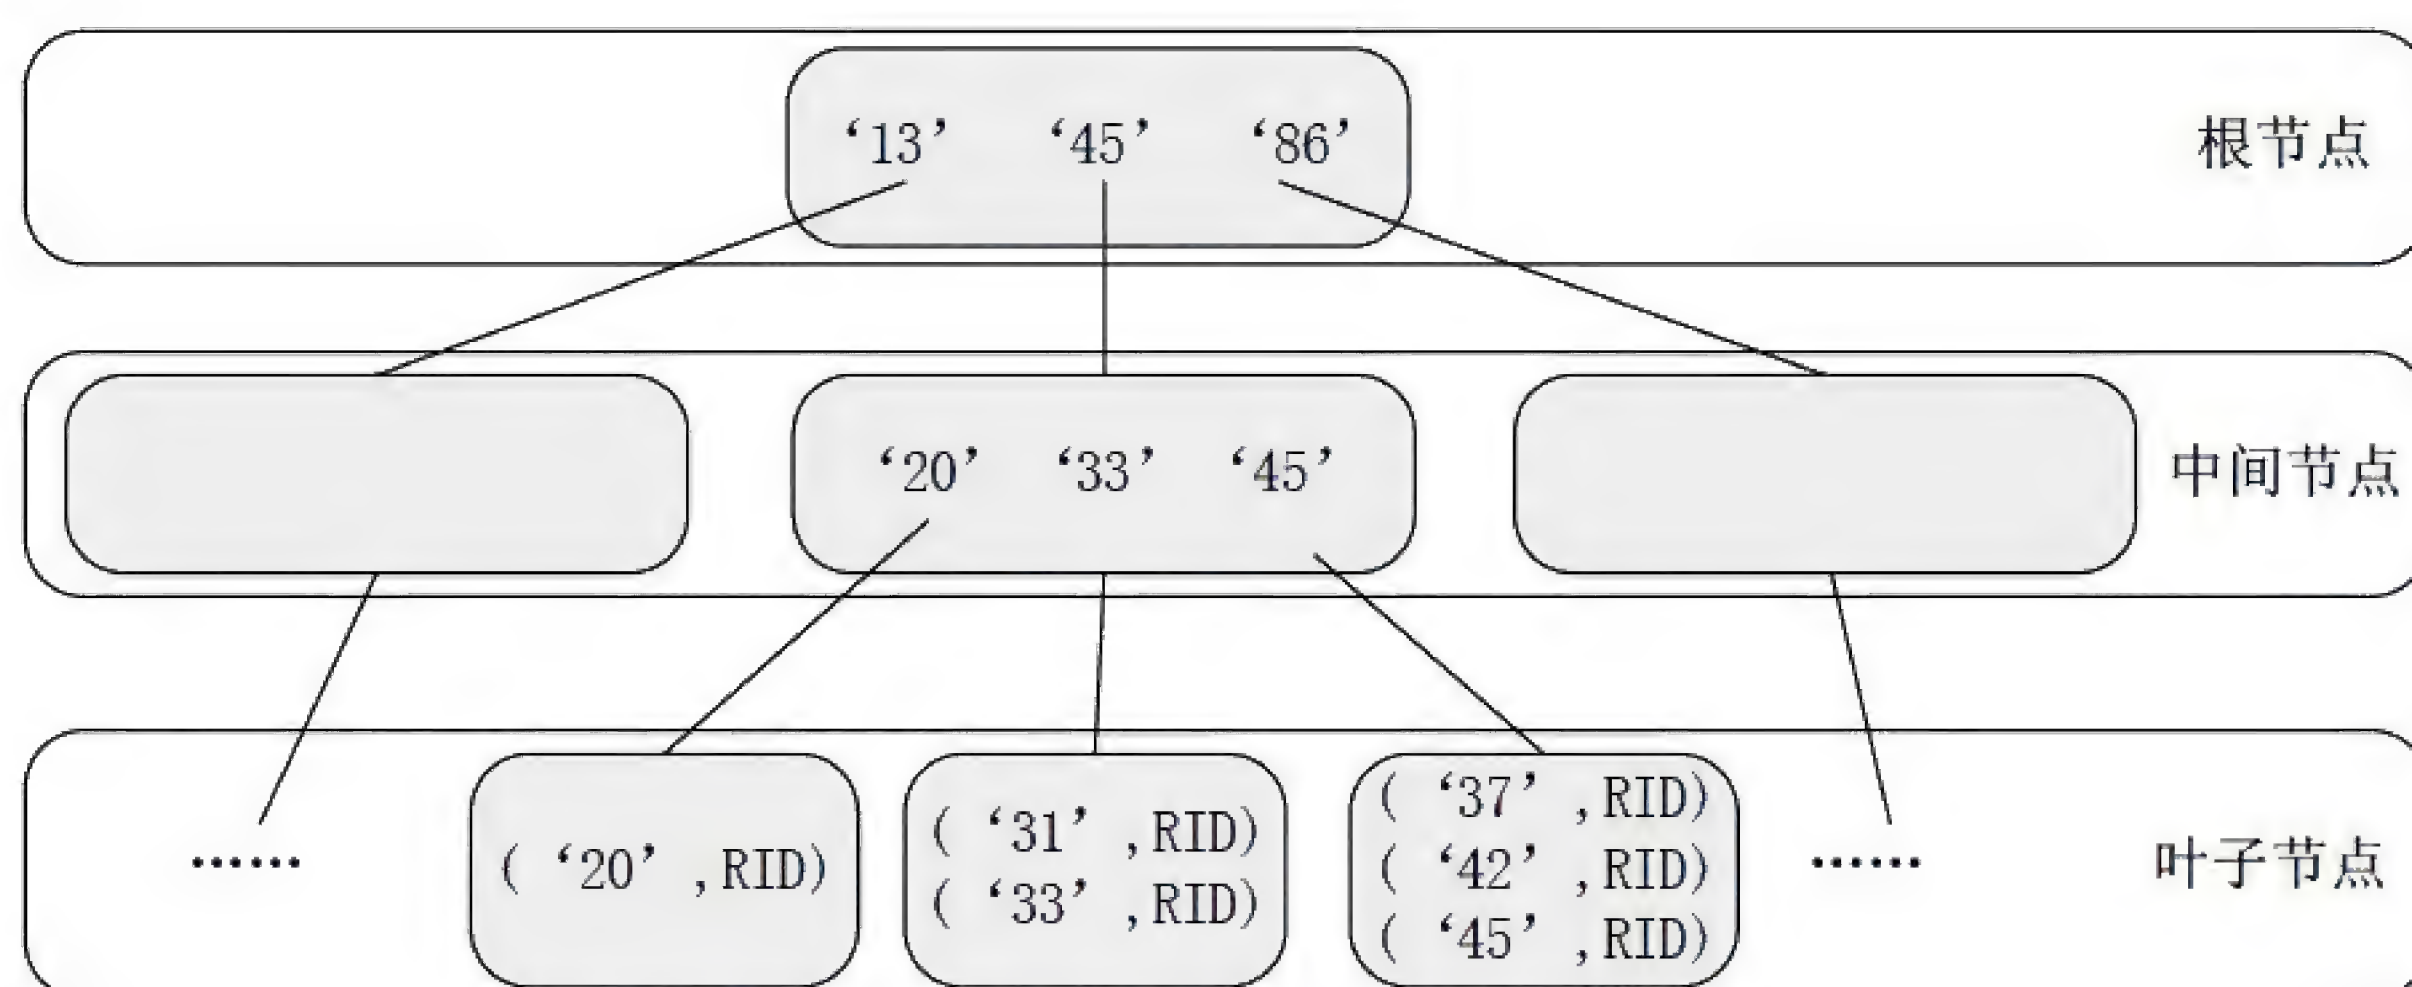 ‘13’ ‘45’ ‘86’ 根节点
‘20’ ‘33’ ‘45’ 中间节点
…… (‘20’,RID) (‘31’,RID) (‘33’,RID) (‘37’,RID) (‘42’,RID) (‘45’,RID) …… 叶子节点